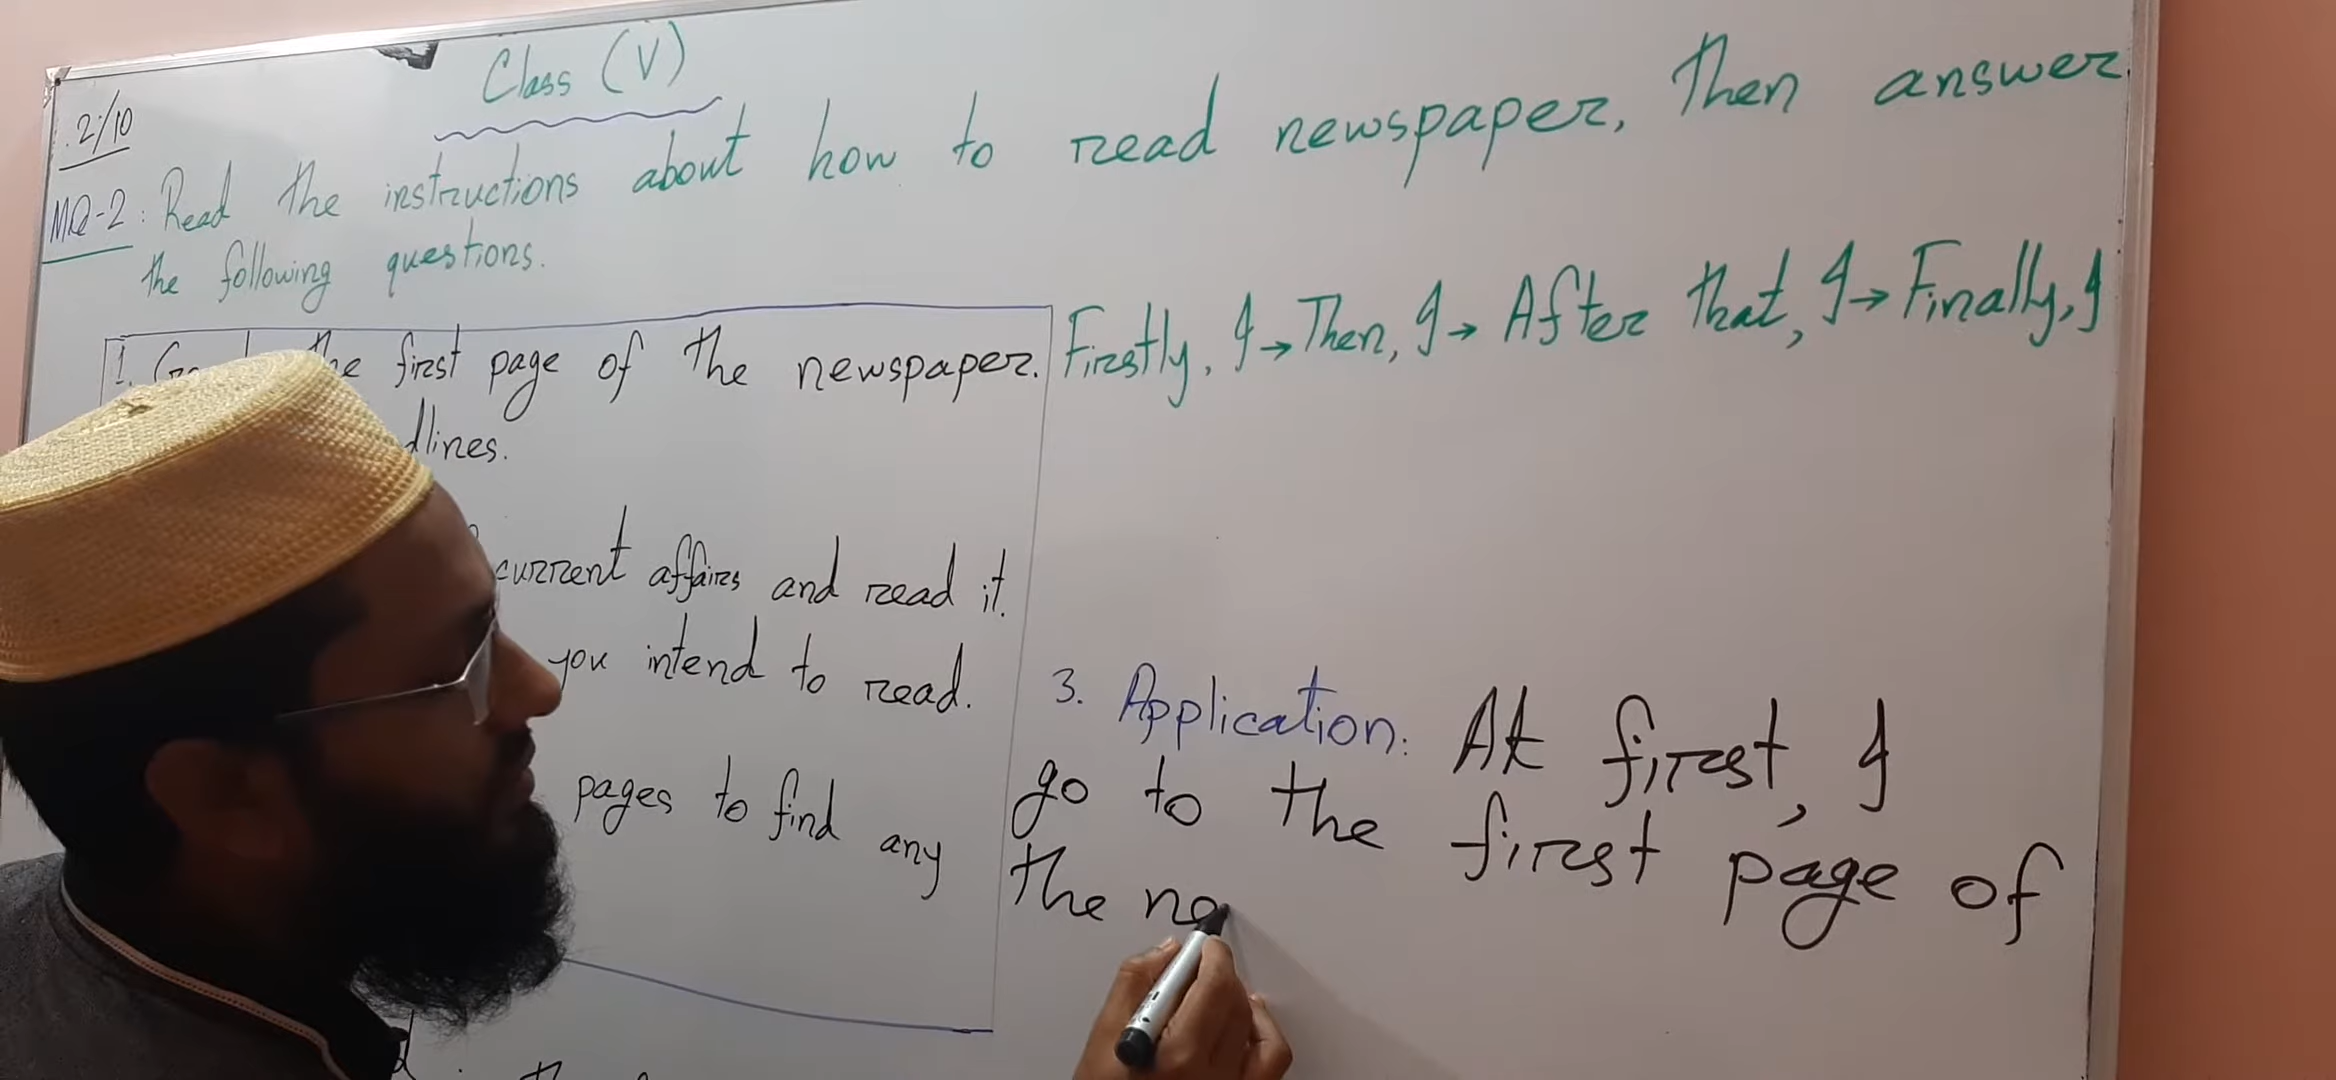 Class (V)
2/10
MQ-2: Read the instructions about how to read newspaper, Then answer
the following questions.
1. the first page of the newspaper.
current affairs and read it.
you intend to read.
pages to find any
Firstly, I → Then, I → After that, I → Finally, I
3. Application: At first, I
go to the first page of
the